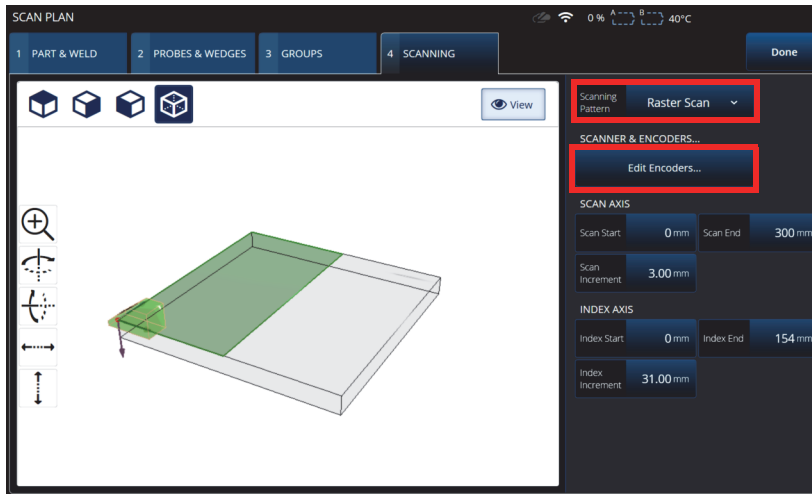 SCAN PLAN
0 % A B 40°C
1 PART & WELD 2 PROBES & WEDGES 3 GROUPS 4 SCANNING Done
View
Scanning Pattern Raster Scan
SCANNER & ENCODERS...
Edit Encoders...
SCAN AXIS
Scan Start 0 mm Scan End 300 mm
Scan Increment 3.00 mm
INDEX AXIS
Index Start 0 mm Index End 154 mm
Index Increment 31.00 mm